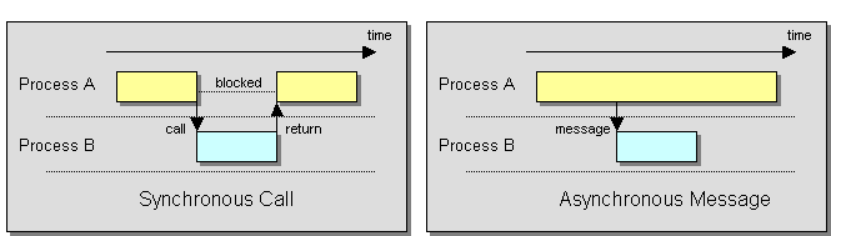 time
Process A
blocked
call
return
Process B
Synchronous Call
time
Process A
message
Process B
Asynchronous Message